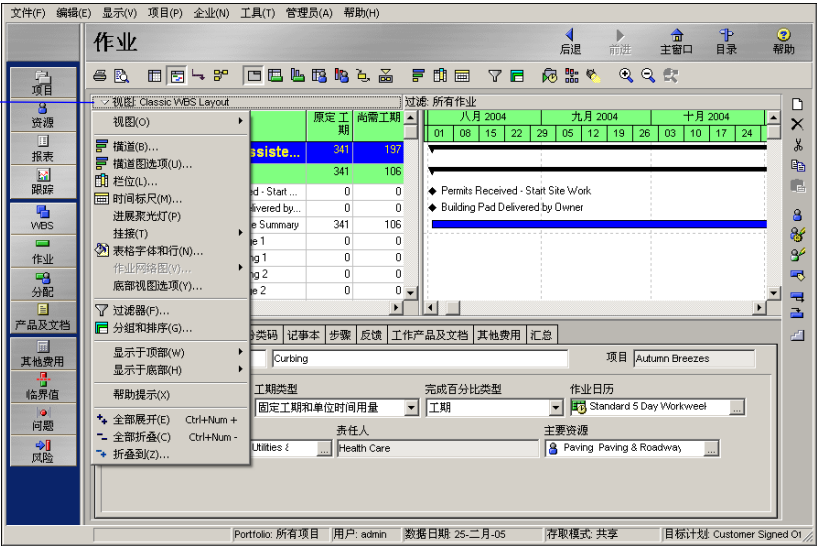 文件(F) 编辑(E) 显示(V) 项目(P) 企业(N) 工具(T) 管理员(A) 帮助(H)
作业
后退 前进 主窗口 目录 帮助
项目
资源
报表
跟踪
WBS
作业
分配
产品及文档
其他费用
临界值
问题
风险
视图: Classic WBS Layout
过滤: 所有作业
视图(O)
横道(B)...
横道图选项(U)...
栏位(L)...
时间标尺(M)...
进展聚光灯(P)
挂接(T)
表格字体和行(N)...
作业网络图(V)...
底部视图选项(Y)...
过滤器(F)...
分组和排序(G)...
显示于顶部(W)
显示于底部(H)
帮助提示(X)
全部展开(E) Ctrl+Num +
全部折叠(C) Ctrl+Num -
折叠到(Z)...
原定工期 尚需工期
八月 2004 九月 2004 十月 2004
01 08 15 22 29 05 12 19 26 03 10 17 24
ssiste... 341 197
341 106
ed - Start ... 0 0
livered by... 0 0
e Summary 341 106
e 1 0 0
g 1 0 0
g 2 0 0
e 2 0 0
Permits Received - Start Site Work
Building Pad Delivered by Owner
分类码 记事本 步骤 反馈 工作产品及文档 其他费用 汇总
Curbing 项目 Autumn Breezes
工期类型 完成百分比类型 作业日历
固定工期和单位时间用量 工期 Standard 5 Day Workweek ...
责任人 主要资源
Utilities & ... Health Care Paving Paving & Roadway ...
Portfolio: 所有项目 用户: admin 数据日期: 25-二月-05 存取模式: 共享 目标计划: Customer Signed Of